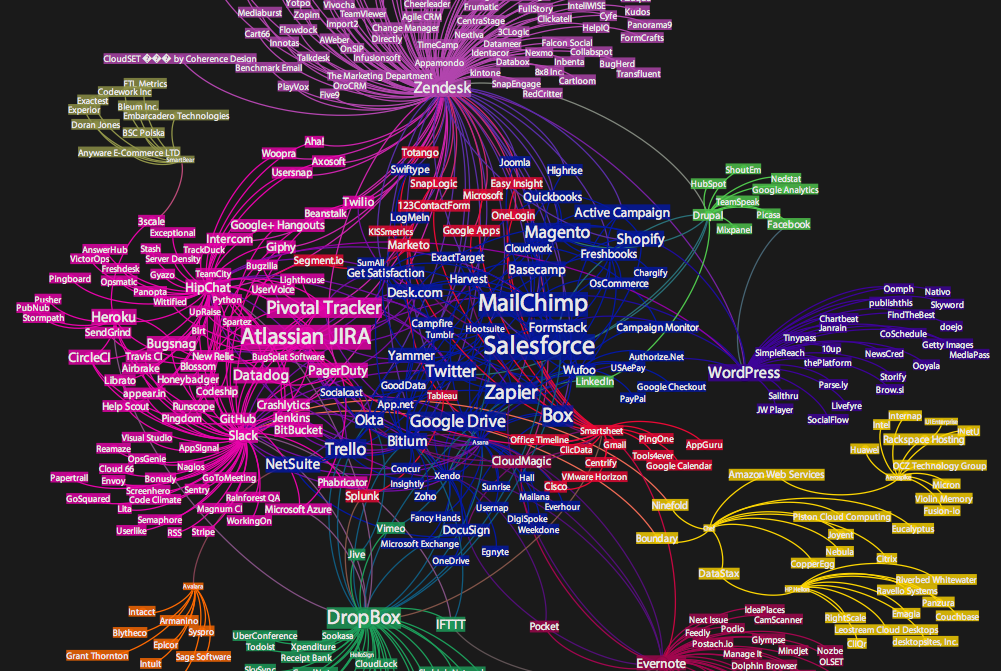 Yotpo
Vivocha
Cheerleader
Frumatic
FullStory
IntelliWISE
Kudos
Mediaburst
Zopim
TeamViewer
Agile CRM
CentraStage
Clickatell
Cyfe
Panorama9
Import2
Change Manager
HelpIQ
Cart66
Flowdock
Directly
Nextiva
3CLogic
FormCrafts
Innotas
AWeber
TimeCamp
Datameer
Falcon Social
OnSIP
Identacor
Nexmo
Collabspot
CloudSET ��� by Coherence Design
Talkdesk
Infusionsoft
Appamondo
Databox
Inbenta
BugHerd
Benchmark Email
The Marketing Department
kintone
8x8 Inc.
Transfluent
PlayVox
OroCRM
Zendesk
SnapEngage
Cartloom
Five9
RedCritter
FTL Metrics
Codework Inc
Exactest
Bleum Inc.
Experior
Embarcadero Technologies
Doran Jones
BSC Polska
Anyware E-Commerce LTD
SmartBear
Aha!
Woopra
Axosoft
Usersnap
Totango
Swiftype
Joomla
Highrise
SnapLogic
Easy Insight
Microsoft
Quickbooks
Twilio
123ContactForm
Beanstalk
LogMeIn
OneLogin
Active Campaign
ShoutEm
HubSpot
Nedstat
Google Analytics
TeamSpeak
Drupal
Picasa
Mixpanel
Facebook
3scale
Exceptional
Google+ Hangouts
KISSmetrics
Google Apps
Magento
Shopify
Intercom
Giphy
Marketo
Cloudwork
Freshbooks
AnswerHub
Stash
TrackDuck
VictorOps
Server Density
Bugzilla
Segment.io
SumAll
ExactTarget
Freshdesk
Gyazo
TeamCity
Get Satisfaction
Basecamp
Chargify
Pingboard
Opsmatic
HipChat
Lighthouse
Harvest
OsCommerce
Panopta
UserVoice
Desk.com
Pusher
Wittified
Python
MailChimp
PubNub
UpRaise
Pivotal Tracker
Stormpath
Heroku
Spartez
Campfire
Hootsuite
Formstack
Campaign Monitor
SendGrind
Birt
Atlassian JIRA
Tumblr
Bugsnag
Salesforce
CircleCI
Travis CI
New Relic
BugSplat Software
Yammer
Authorize.Net
Airbrake
Blossom
PagerDuty
Twitter
Wufoo
USAePay
Librato
Honeybadger
Datadog
GoodData
LinkedIn
Google Checkout
appear.in
Codeship
Socialcast
Tableau
Zapier
PayPal
Help Scout
Runscope
Crashlytics
App.net
Box
Pingdom
GitHub
Jenkins
Okta
Google Drive
Slack
BitBucket
Bitium
Asana
Office Timeline
Smartsheet
Oomph
Nativo
publishthis
Skyword
FindTheBest
Chartbeat
Janrain
doejo
CoSchedule
Tinypass
Getty Images
SimpleReach
10up
NewsCred
MediaPass
thePlatform
Ooyala
WordPress
Storify
Parse.ly
Brow.si
Sailthru
JW Player
Livefyre
SocialFlow
Visual Studio
AppSignal
Trello
ClicData
Gmail
PingOne
AppGuru
Reamaze
OpsGenie
NetSuite
CloudMagic
Centrify
Tools4ever
Google Calendar
Cloud 66
Nagios
Concur
Papertrail
Envoy
Bonusly
GoToMeeting
Insightly
Xendo
Hall
VMware Horizon
Screenhero
Sentry
Phabricator
Sunrise
Cisco
GoSquared
Code Climate
Rainforest QA
Splunk
Zoho
Mailana
Lita
Magnum CI
Microsoft Azure
Usernap
Everhour
Semaphore
WorkingOn
Vimeo
Fancy Hands
DigiSpoke
Userlike
RSS
Stripe
DocuSign
Weekdone
Microsoft Exchange
Jive
Egnyte
OneDrive
Internap
Intel
Rackspace Hosting
Huawei
DCZ Technology Group
Amazon Web Services
Micron
Violin Memory
Fusion-io
Ninefold
Piston Cloud Computing
Eucalyptus
Boundary
Joyent
Nebula
Citrix
CopperEgg
DataStax
Riverbed Whitewater
Ravello Systems
Panzura
RightScale
Emagia
Couchbase
Leostream Cloud Desktops
CliQr
desktopsites, Inc.
Avalara
Intacct
Armanino
Blytheco
Syspro
Epicor
Grant Thornton
Sage Software
Intuit
DropBox
IFTTT
UberConference
Sookasa
Todoist
Xpenditure
HelloSign
Receipt Bank
CloudLock
Pocket
IdeaPlaces
Next Issue
CamScanner
Feedly
Podio
Postach.io
Glympse
Manage it
Mindjet
Nozbe
Evernote
Dolphin Browser
OLSET